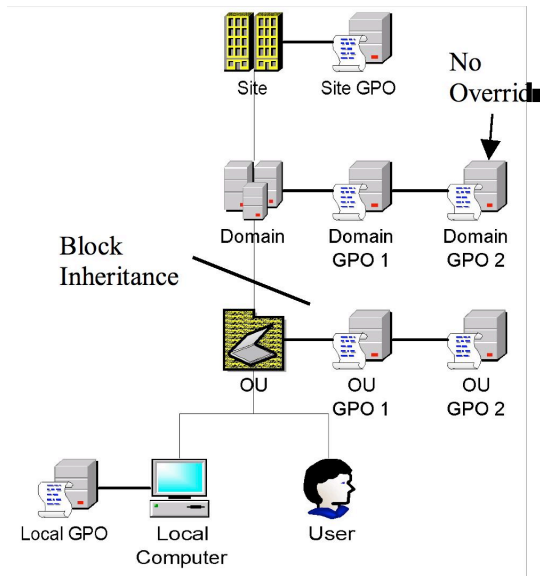 Site
Site GPO
No
Override
Domain
Domain
GPO 1
Domain
GPO 2
Block
Inheritance
OU
OU
GPO 1
OU
GPO 2
Local GPO
Local
Computer
User